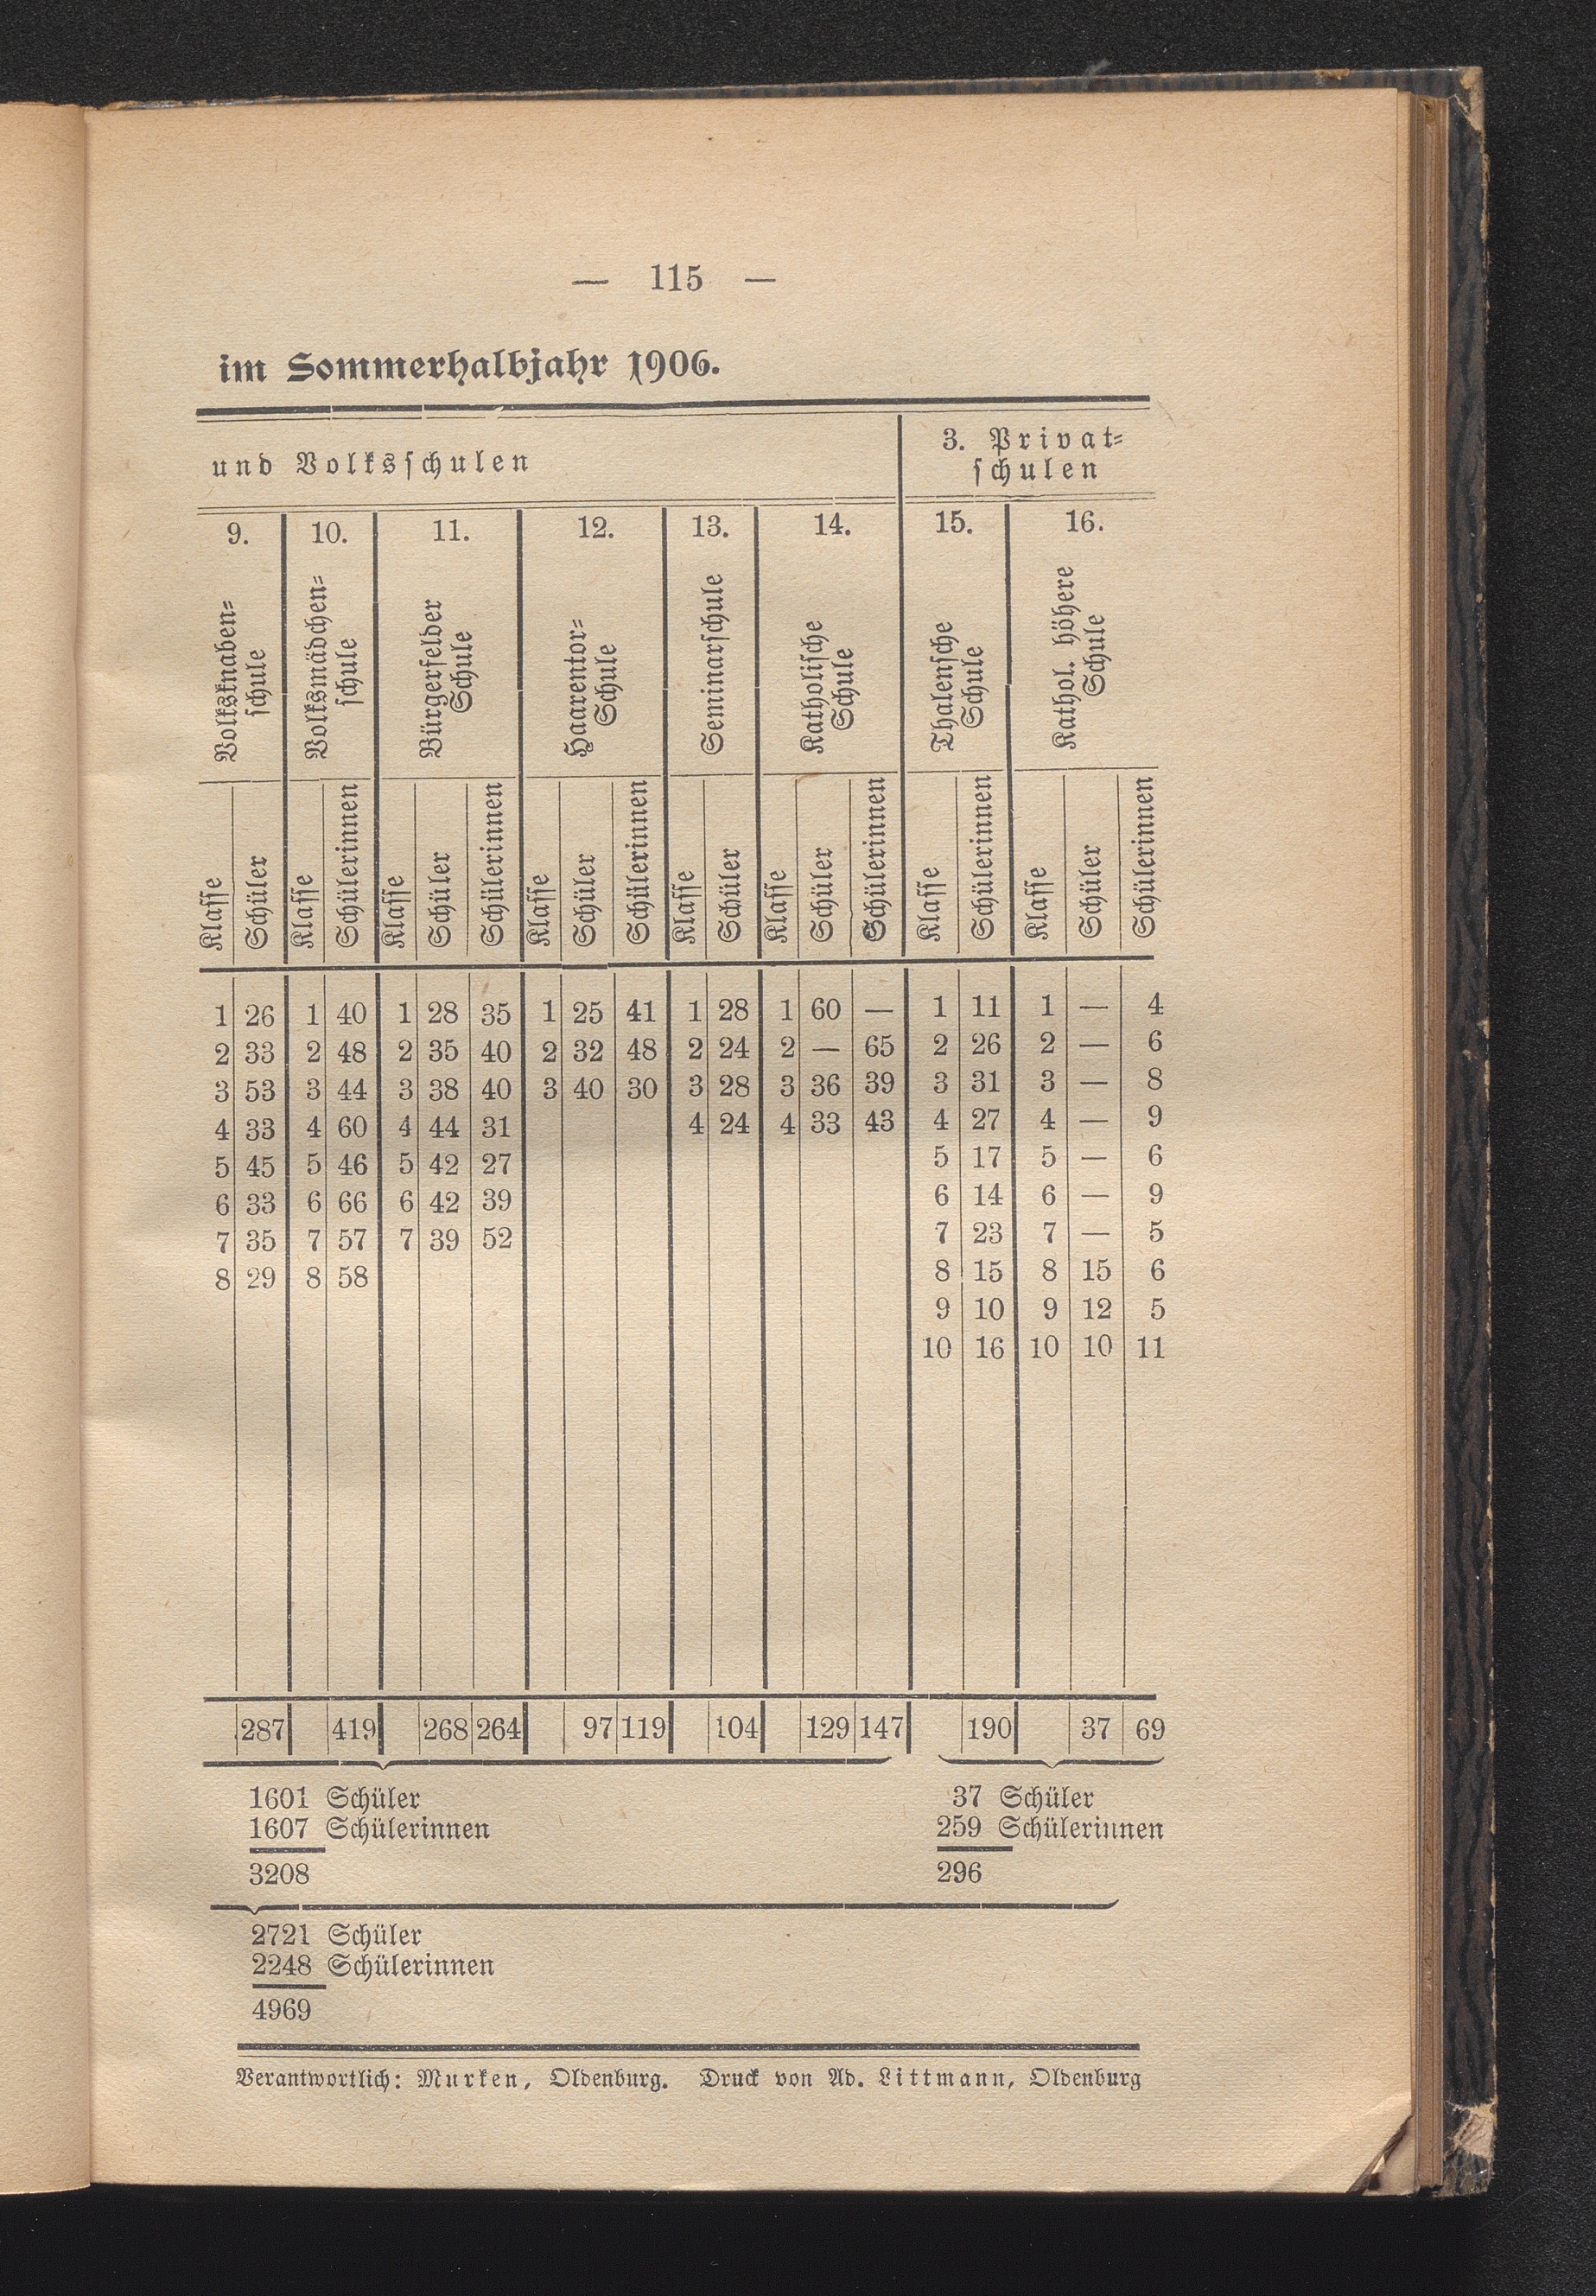 — 115 —
im Sommerhalbjahr 1906.
und Volksschulen
3. Privat-
schulen
9. 10. 11. 12. 13. 14. 15. 16.
Volksknaben-
schule
Volksmädchen-
schule
Bürgerfelder
Schule
Haarentor-
Schule
Seminarschule
Katholische
Schule
Thalensche
Schule
Kathol. höhere
Schule
Klasse Schüler Klasse Schülerinnen Klasse Schüler Schülerinnen Klasse Schüler Schülerinnen Klasse Schüler Klasse Schüler Schülerinnen Klasse Schülerinnen Klasse Schüler Schülerinnen
1 26 1 40 1 28 35 1 25 41 1 28 1 60 — 1 11 1 — 4
2 33 2 48 2 35 40 2 32 48 2 24 2 — 65 2 26 2 — 6
3 53 3 44 3 38 40 3 40 30 3 28 3 36 39 3 31 3 — 8
4 33 4 60 4 44 31 4 24 4 33 43 4 27 4 — 9
5 45 5 46 5 42 27 5 17 5 — 6
6 33 6 66 6 42 39 6 14 6 — 9
7 35 7 57 7 39 52 7 23 7 — 5
8 29 8 58 8 15 8 15 6
9 10 9 12 5
10 16 10 10 11
287 419 268 264 97 119 104 129 147 190 37 69
1601 Schüler
1607 Schülerinnen
3208
37 Schüler
259 Schülerinnen
296
2721 Schüler
2248 Schülerinnen
4969
Verantwortlich: Murken, Oldenburg. Druck von Ad. Littmann, Oldenburg